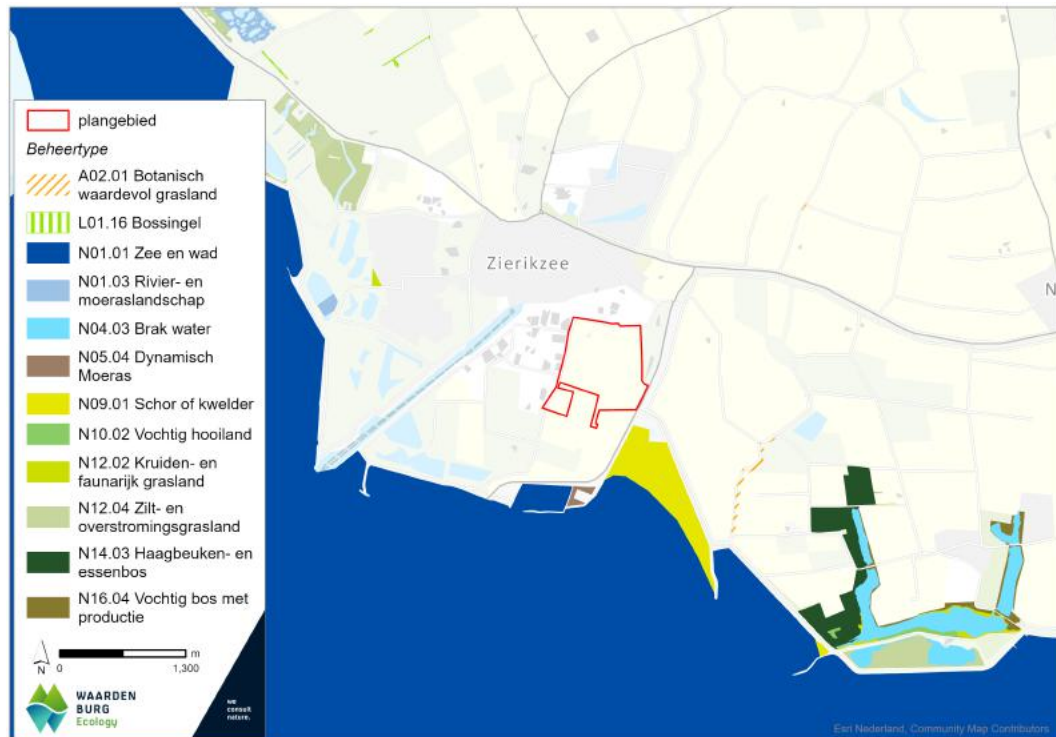 plangebied
Beheertype
A02.01 Botanisch
waardevol grasland
L01.16 Bossingel
N01.01 Zee en wad
N01.03 Rivier- en
moeraslandschap
N04.03 Brak water
N05.04 Dynamisch
Moeras
N09.01 Schor of kwelder
N10.02 Vochtig hooiland
N12.02 Kruiden- en
faunarijk grasland
N12.04 Zilt- en
overstromingsgrasland
N14.03 Haagbeuken- en
essenbos
N16.04 Vochtig bos met
productie
N
m
0 1,300
WAARDEN
BURG
Ecology
we
consult
nature.
Zierikzee
N
Esri Nederland, Community Map Contributors